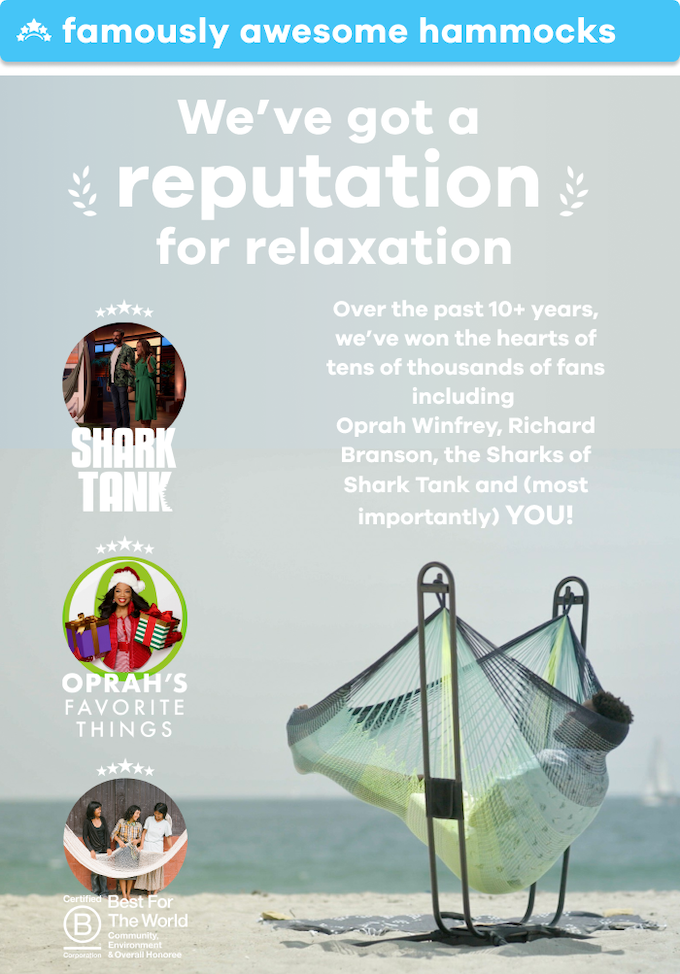 famously awesome hammocks
We've got a
reputation
for relaxation
Over the past 10+ years,
we've won the hearts of
tens of thousands of fans
including
Oprah Winfrey, Richard
Branson, the Sharks of
Shark Tank and (most
importantly) YOU!
SHARK
TANK
OPRAH'S
FAVORITE
THINGS
Certified
B
Corporation
Best For
The World
Community,
Environment
& Overall Honoree